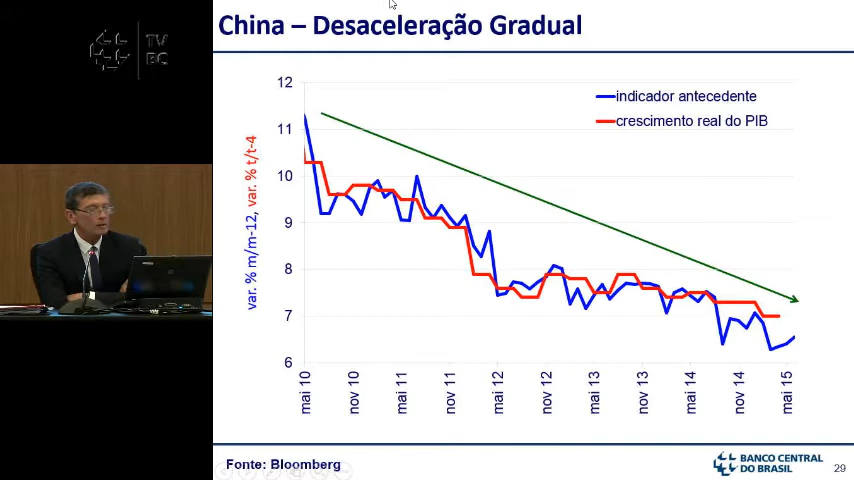 TV
BC
China – Desaceleração Gradual
12
11
10
9
8
7
6
var. % m/m-12, var. % t/t-4
indicador antecedente
crescimento real do PIB
mai 10
nov 10
mai 11
nov 11
mai 12
nov 12
mai 13
nov 13
mai 14
nov 14
mai 15
Fonte: Bloomberg
BANCO CENTRAL
DO BRASIL
29